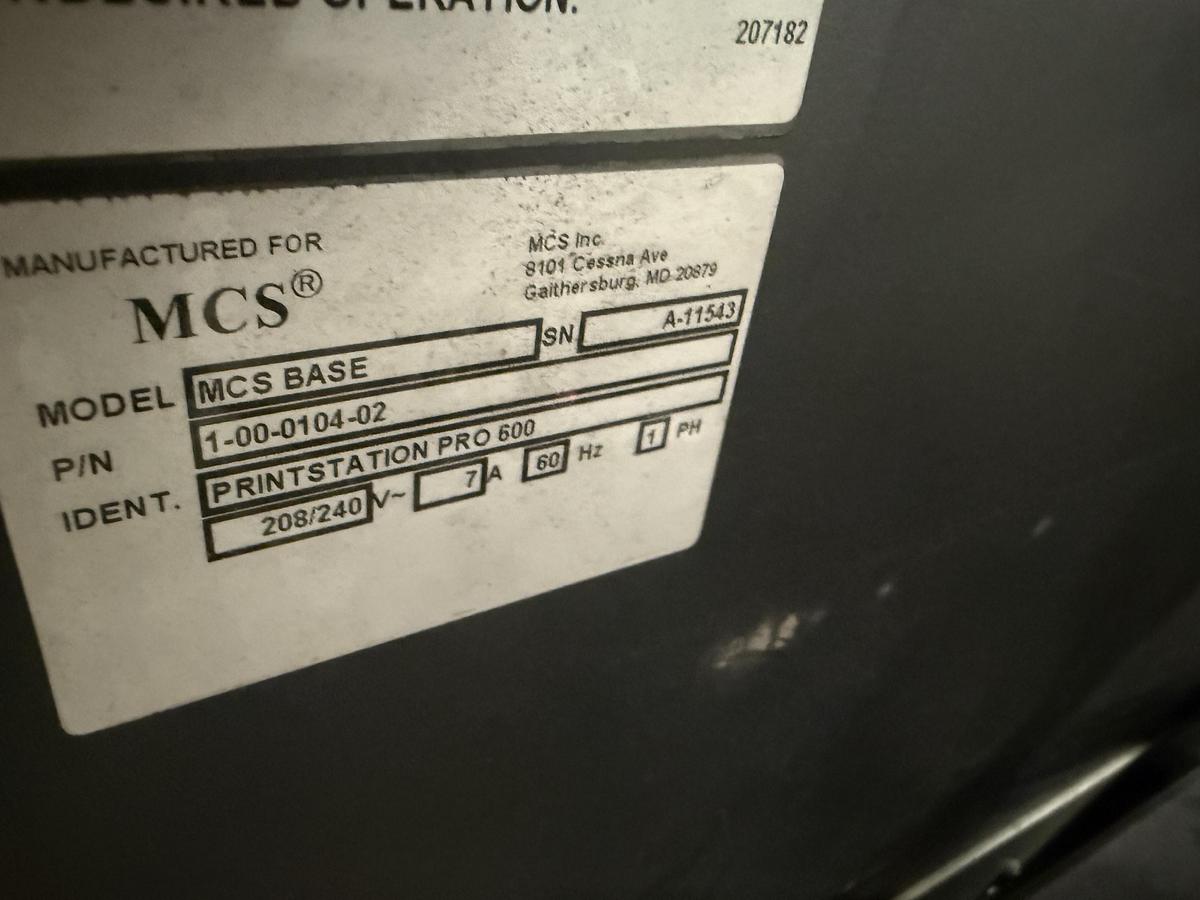 OPERATION.
207182
MANUFACTURED FOR
MCS®
MCS Inc
8101 Cessna Ave
Gaithersburg, MD 20879
MODEL MCS BASE SN A-11543
P/N 1-00-0104-02
IDENT. PRINTSTATION PRO 600
208/240 V~ 7 A 60 Hz 1 PH